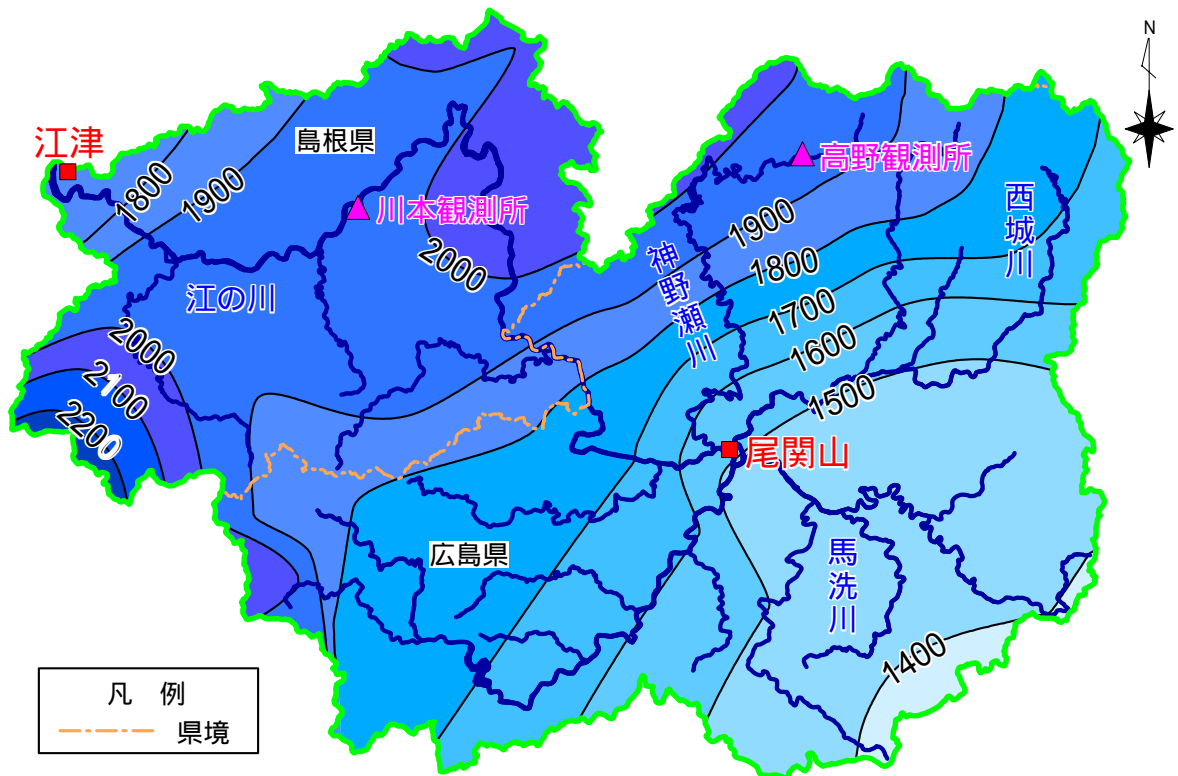 N
江津
島根県
高野観測所
1800
1900
川本観測所
西城川
2000
神野瀬川
1900
1800
江の川
1700
2000
1600
2100
1500
2200
尾関山
広島県
馬洗川
1400
凡 例
県境